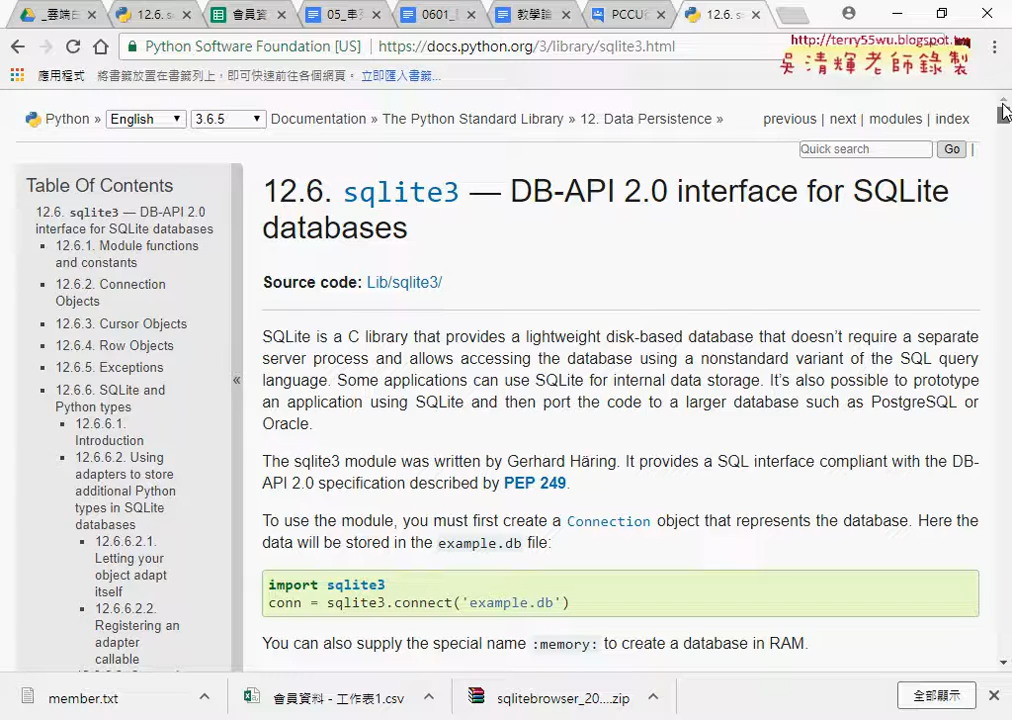 _雲端
12.6. s
會員資
05_串
0601_
教學論
PCCU
12.6. s
Python Software Foundation [US] | https://docs.python.org/3/library/sqlite3.html
http://terry55wu.blogspot.tw
吳清輝老師錄製
應用程式 將書籤放置在書籤列上，即可快速前往各個網頁。 立即匯入書籤...
Python » English 3.6.5 Documentation » The Python Standard Library » 12. Data Persistence » previous | next | modules | index
Quick search Go |
Table Of Contents
12.6. sqlite3 — DB-API 2.0
interface for SQLite databases
12.6.1. Module functions
and constants
12.6.2. Connection
Objects
12.6.3. Cursor Objects
12.6.4. Row Objects
12.6.5. Exceptions
12.6.6. SQLite and
Python types
12.6.6.1.
Introduction
12.6.6.2. Using
adapters to store
additional Python
types in SQLite
databases
12.6.6.2.1.
Letting your
object adapt
itself
12.6.6.2.2.
Registering an
adapter
callable
«
12.6. sqlite3 — DB-API 2.0 interface for SQLite
databases
Source code: Lib/sqlite3/
SQLite is a C library that provides a lightweight disk-based database that doesn’t require a separate
server process and allows accessing the database using a nonstandard variant of the SQL query
language. Some applications can use SQLite for internal data storage. It’s also possible to prototype
an application using SQLite and then port the code to a larger database such as PostgreSQL or
Oracle.
The sqlite3 module was written by Gerhard Häring. It provides a SQL interface compliant with the DB-
API 2.0 specification described by PEP 249.
To use the module, you must first create a Connection object that represents the database. Here the
data will be stored in the example.db file:
import sqlite3
conn = sqlite3.connect('example.db')
You can also supply the special name :memory: to create a database in RAM.
member.txt
會員資料 - 工作表1.csv
sqlitebrowser_20....zip
全部顯示